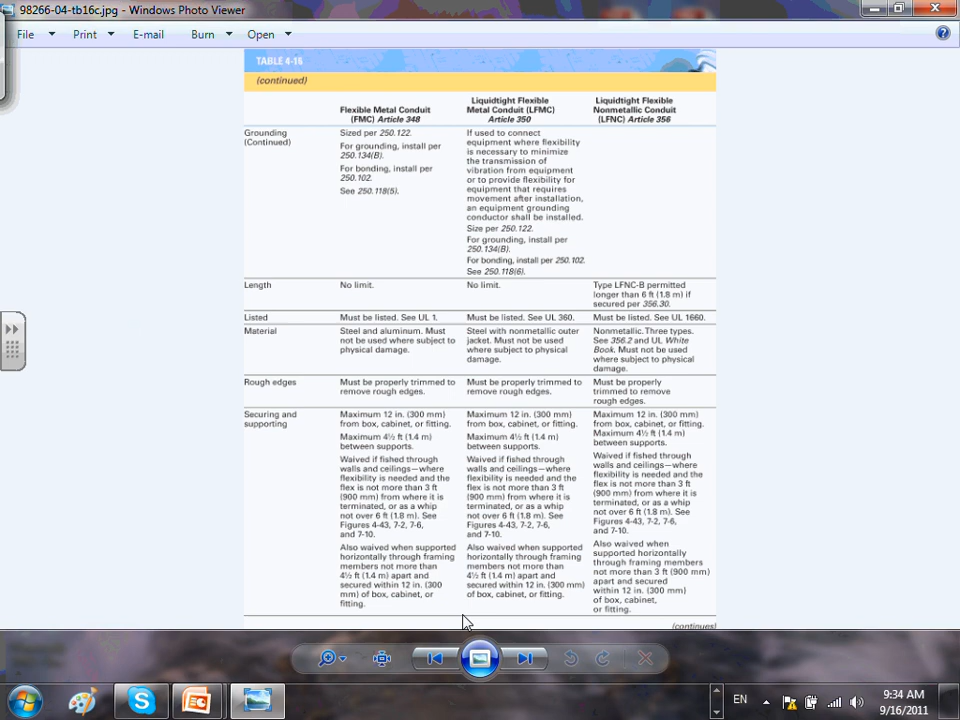 98266-04-tb16c.jpg - Windows Photo Viewer
File Print E-mail Burn Open
TABLE 4-16
(continued)
Flexible Metal Conduit
(FMC) Article 348
Liquidtight Flexible
Metal Conduit (LFMC)
Article 350
Liquidtight Flexible
Nonmetallic Conduit
(LFNC) Article 356
Grounding
(Continued)
Sized per 250.122.
For grounding, install per
250.134(B).
For bonding, install per
250.102.
See 250.118(5).
If used to connect
equipment where flexibility
is necessary to minimize
the transmission of
vibration from equipment
or to provide flexibility for
equipment that requires
movement after installation,
an equipment grounding
conductor shall be installed.
Size per 250.122.
For grounding, install per
250.134(B).
For bonding, install per 250.102.
See 250.118(6).
Length
No limit.
No limit.
Type LFNC-B permitted
longer than 6 ft (1.8 m) if
secured per 356.30.
Listed
Must be listed. See UL 1.
Must be listed. See UL 360.
Must be listed. See UL 1660.
Material
Steel and aluminum. Must
not be used where subject to
physical damage.
Steel with nonmetallic outer
jacket. Must not be used
where subject to physical
damage.
Nonmetallic. Three types.
See 356.2 and UL White
Book. Must not be used
where subject to physical
damage.
Rough edges
Must be properly trimmed to
remove rough edges.
Must be properly trimmed to
remove rough edges.
Must be properly
trimmed to remove
rough edges.
Securing and
supporting
Maximum 12 in. (300 mm)
from box, cabinet, or fitting.
Maximum 4½ ft (1.4 m)
between supports.
Waived if fished through
walls and ceilings—where
flexibility is needed and the
flex is not more than 3 ft
(900 mm) from where it is
terminated, or as a whip
not over 6 ft (1.8 m). See
Figures 4-43, 7-2, 7-6,
and 7-10.
Also waived when supported
horizontally through framing
members not more than
4½ ft (1.4 m) apart and
secured within 12 in. (300
mm) of box, cabinet, or
fitting.
Maximum 12 in. (300 mm)
from box, cabinet, or fitting.
Maximum 4½ ft (1.4 m)
between supports.
Waived if fished through
walls and ceilings—where
flexibility is needed and the
flex is not more than 3 ft
(900 mm) from where it is
terminated, or as a whip
not over 6 ft (1.8 m). See
Figures 4-43, 7-2, 7-6,
and 7-10.
Also waived when supported
horizontally through framing
members not more than
4½ ft (1.4 m) apart and
secured within 12 in. (300 mm)
of box, cabinet, or fitting.
Maximum 12 in. (300 mm)
from box, cabinet, or fitting.
Maximum 4½ ft (1.4 m)
between supports.
Waived if fished through
walls and ceilings—where
flexibility is needed and the
flex is not more than 3 ft
(900 mm) from where it is
terminated, or as a whip
not over 6 ft (1.8 m). See
Figures 4-43, 7-2, 7-6,
and 7-10.
Also waived when
supported horizontally
through framing members
not more than 3 ft (900 mm)
apart and secured
within 12 in. (300 mm)
of box, cabinet,
or fitting.
(continues)
EN
9:34 AM
9/16/2011